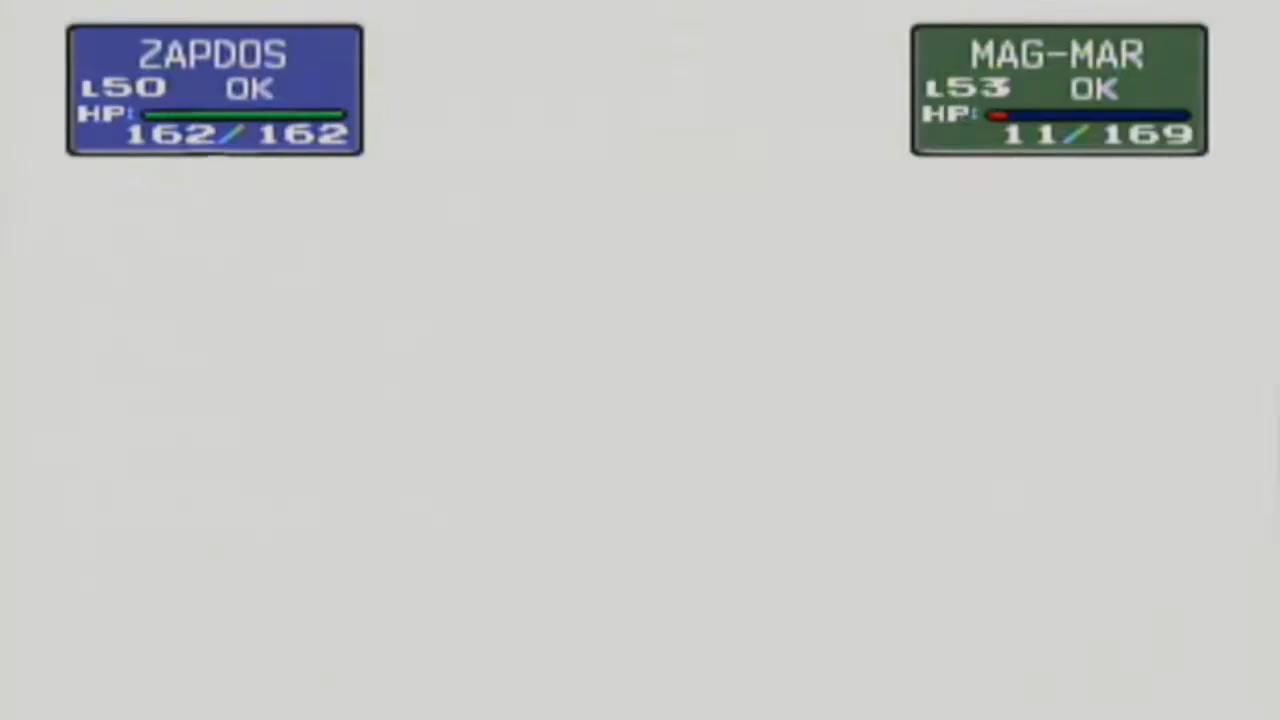 ZAPDOS
L50 OK
HP:
162/162
MAG-MAR
L53 OK
HP:
11/169